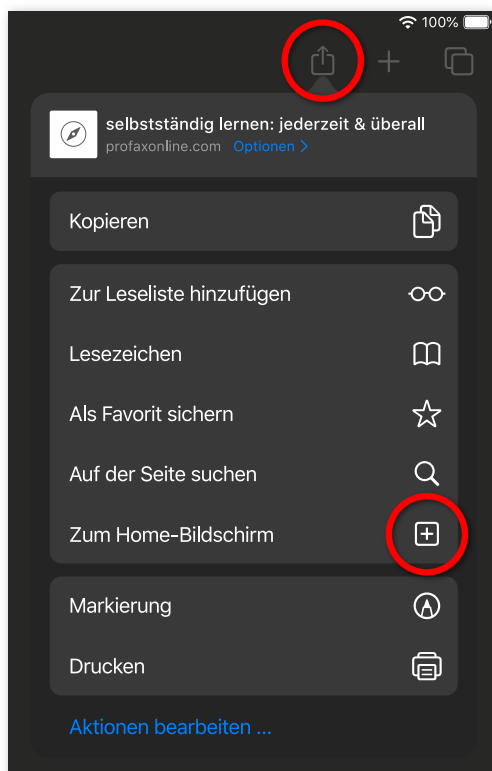 100%
selbstständig lernen: jederzeit & überall
profaxonline.com Optionen >
Kopieren
Zur Leseliste hinzufügen
Lesezeichen
Als Favorit sichern
Auf der Seite suchen
Zum Home-Bildschirm
Markierung
Drucken
Aktionen bearbeiten ...